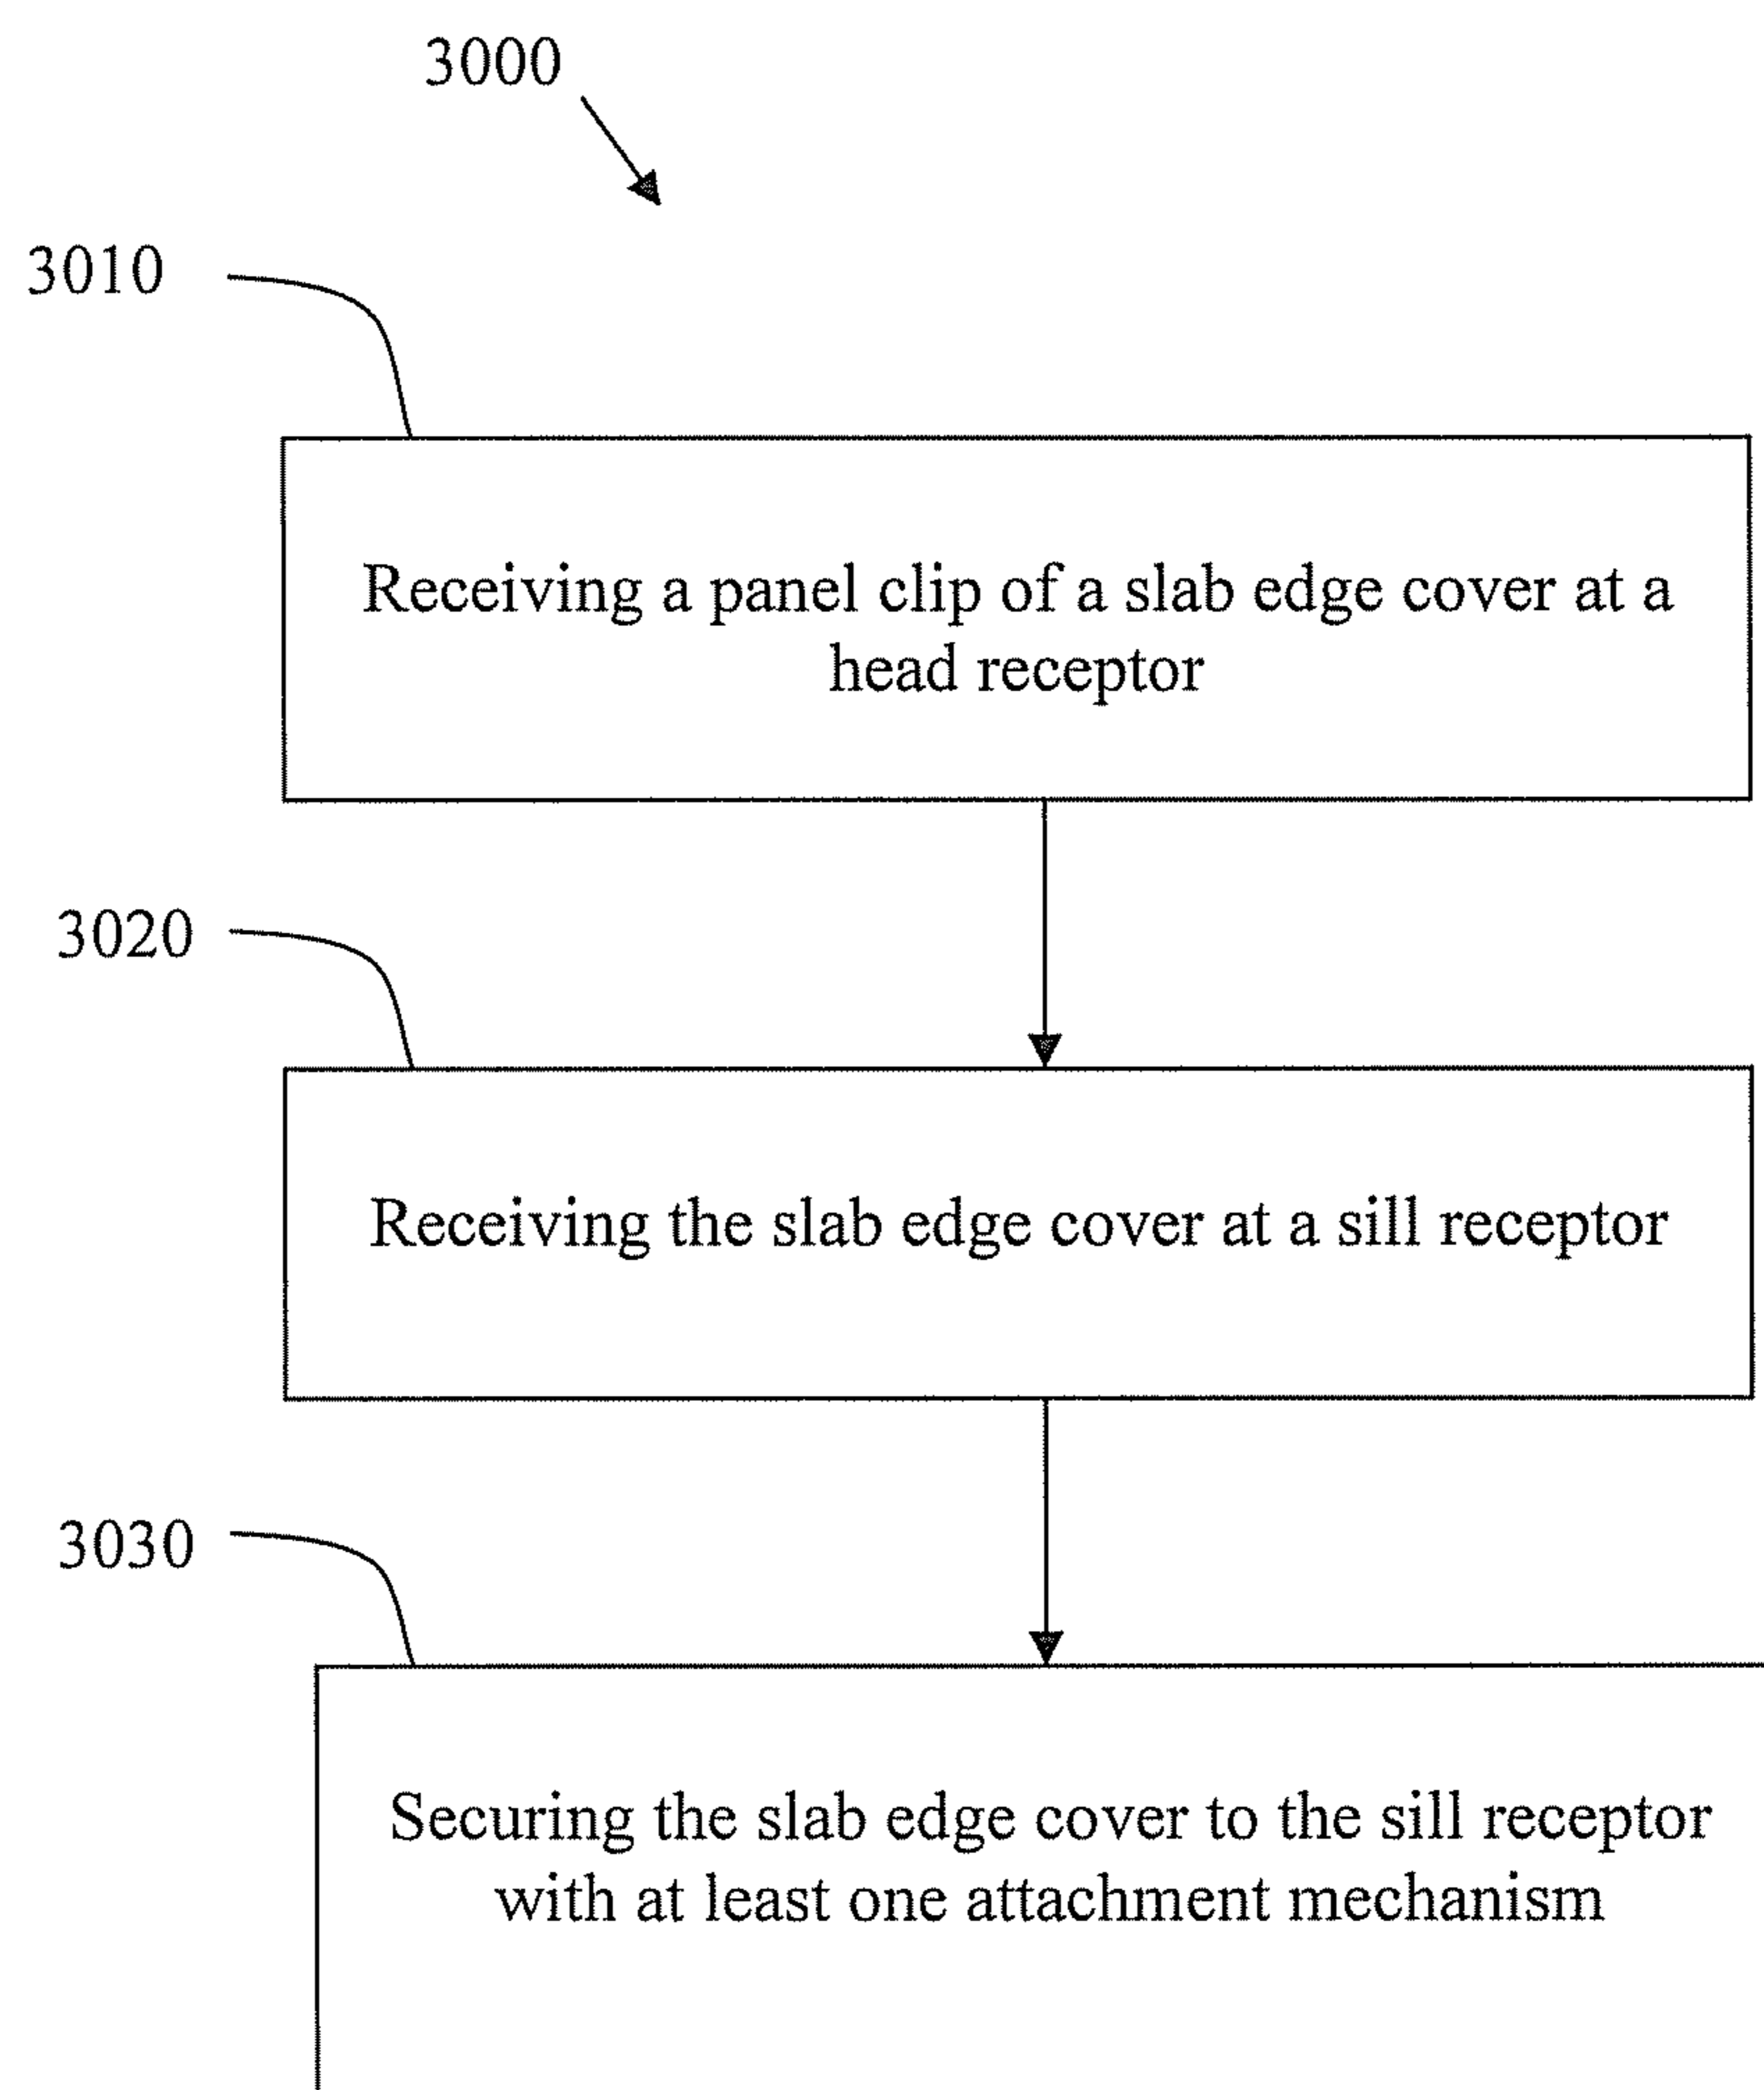 3000
3010
Receiving a panel clip of a slab edge cover at a
head receptor
3020
Receiving the slab edge cover at a sill receptor
3030
Securing the slab edge cover to the sill receptor
with at least one attachment mechanism